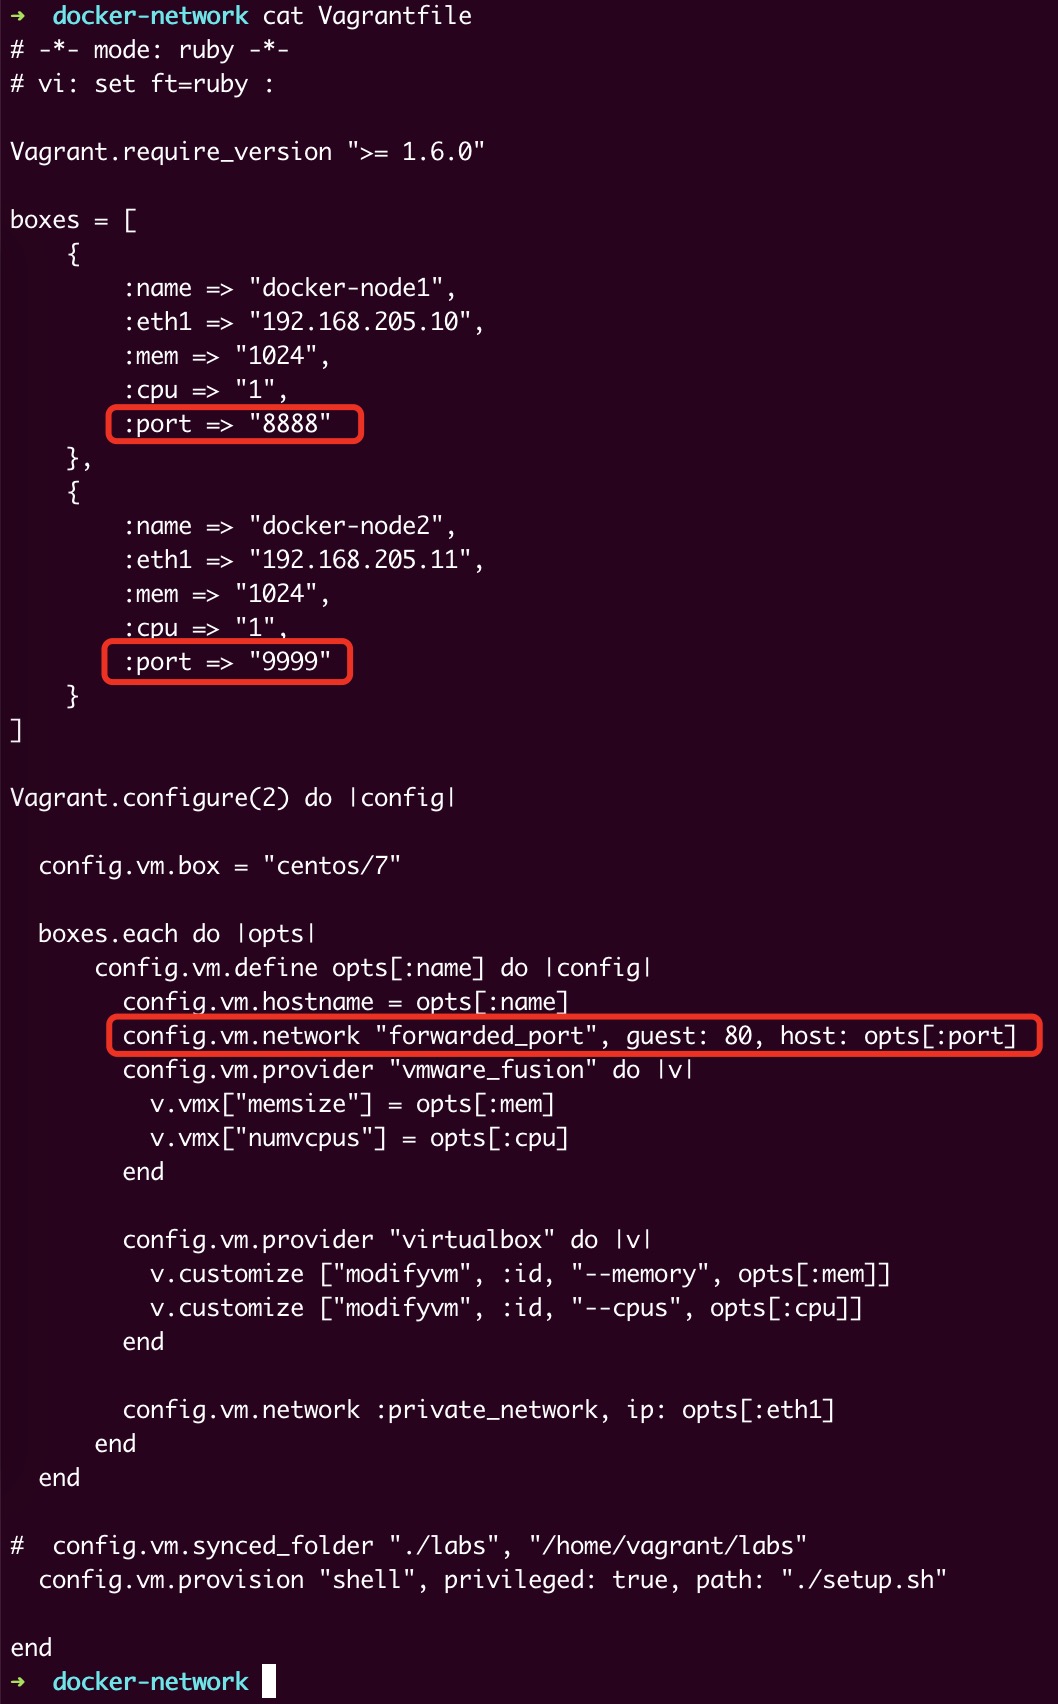 → docker-network cat Vagrantfile
# -*- mode: ruby -*-
# vi: set ft=ruby :
Vagrant.require_version ">= 1.6.0"
boxes = [
{
:name => "docker-node1",
:eth1 => "192.168.205.10",
:mem => "1024",
:cpu => "1",
:port => "8888"
},
{
:name => "docker-node2",
:eth1 => "192.168.205.11",
:mem => "1024",
:cpu => "1",
:port => "9999"
}
]
Vagrant.configure(2) do |config|
config.vm.box = "centos/7"
boxes.each do |opts|
config.vm.define opts[:name] do |config|
config.vm.hostname = opts[:name]
config.vm.network "forwarded_port", guest: 80, host: opts[:port]
config.vm.provider "vmware_fusion" do |v|
v.vmx["memsize"] = opts[:mem]
v.vmx["numvcpus"] = opts[:cpu]
end
config.vm.provider "virtualbox" do |v|
v.customize ["modifyvm", :id, "--memory", opts[:mem]]
v.customize ["modifyvm", :id, "--cpus", opts[:cpu]]
end
config.vm.network :private_network, ip: opts[:eth1]
end
end
#  config.vm.synced_folder "./labs", "/home/vagrant/labs"
config.vm.provision "shell", privileged: true, path: "./setup.sh"
end
→ docker-network